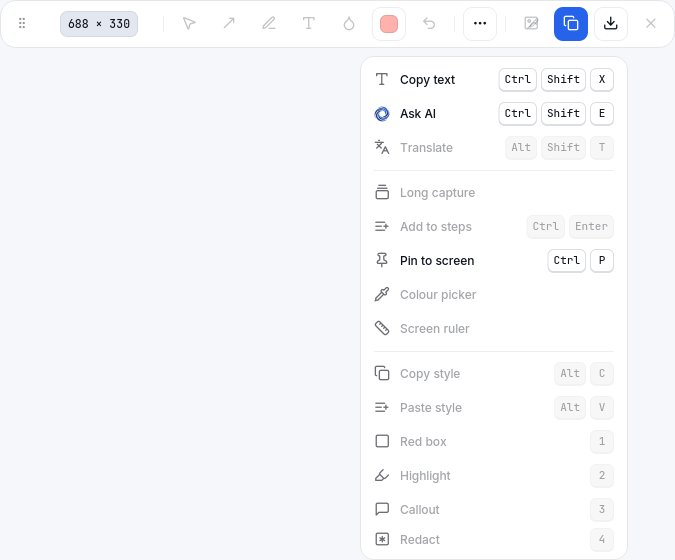 688 × 330
Copy text Ctrl Shift X
Ask AI Ctrl Shift E
Translate Alt Shift T
Long capture
Add to steps Ctrl Enter
Pin to screen Ctrl P
Colour picker
Screen ruler
Copy style Alt C
Paste style Alt V
Red box 1
Highlight 2
Callout 3
Redact 4